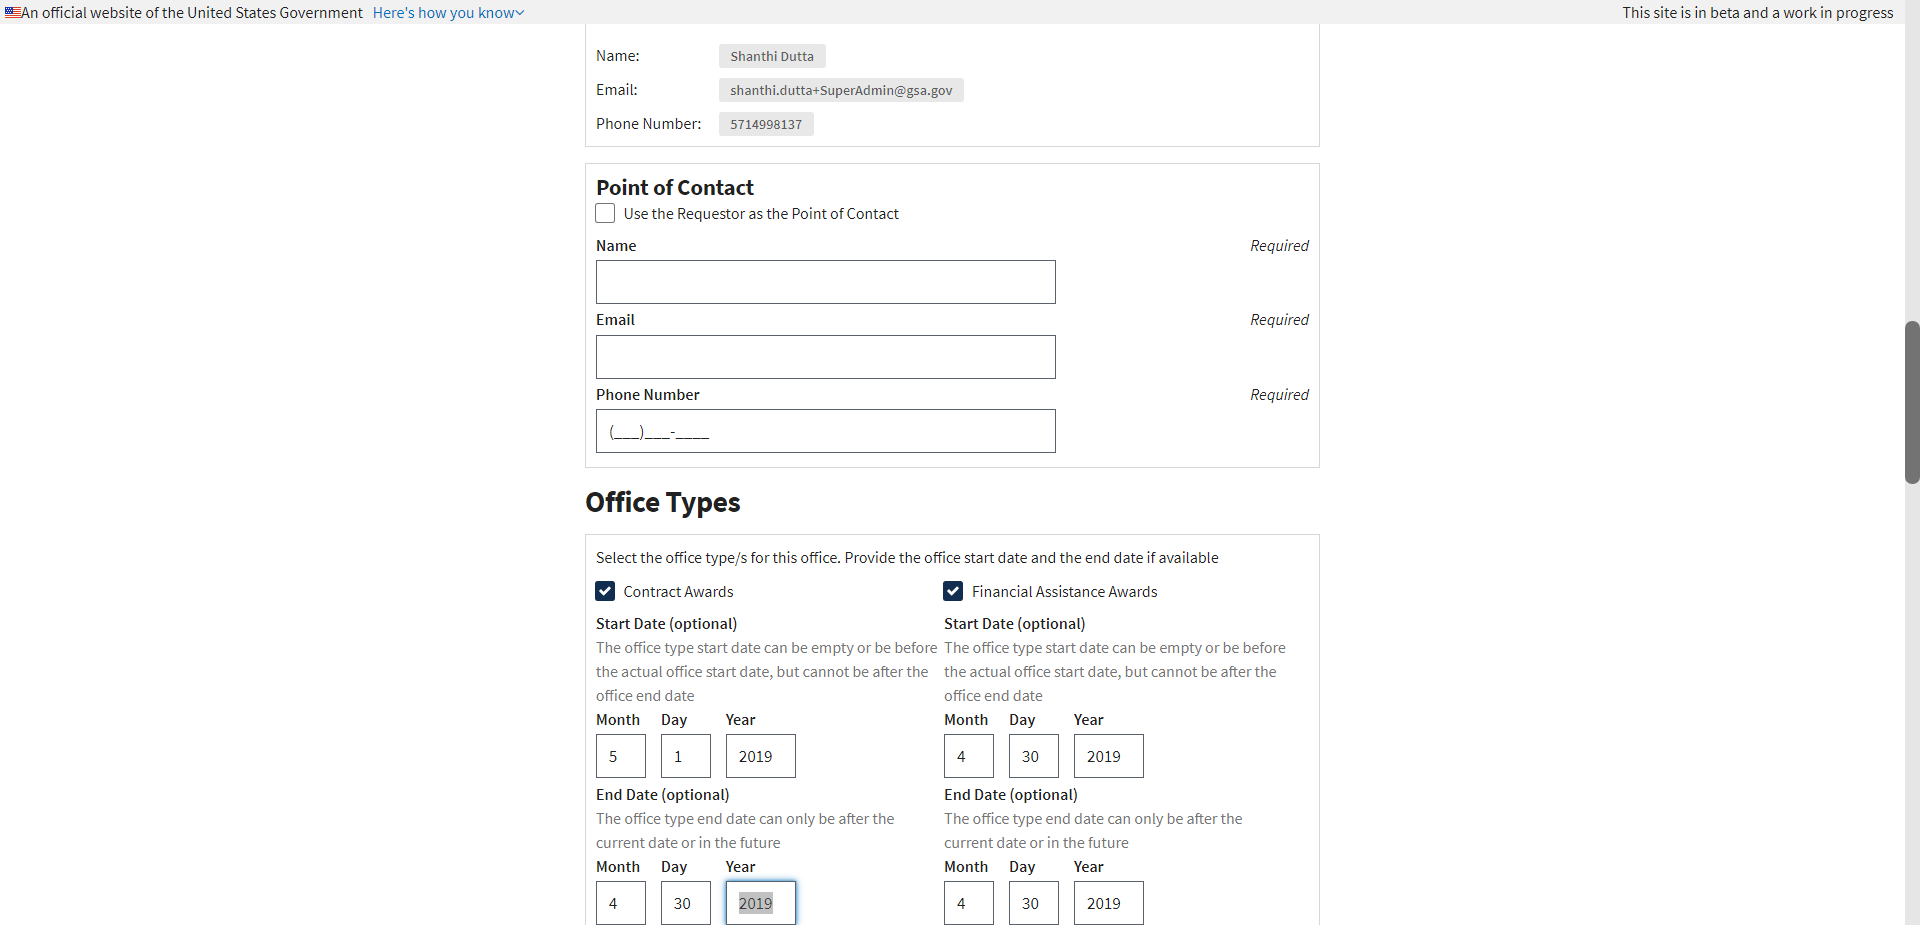 An official website of the United States Government Here's how you know
This site is in beta and a work in progress
Name: Shanthi Dutta
Email: shanthi.dutta+SuperAdmin@gsa.gov
Phone Number: 5714998137
Point of Contact
Use the Requestor as the Point of Contact
Name Required
Email Required
Phone Number Required
(___)___-____
Office Types
Select the office type/s for this office. Provide the office start date and the end date if available
Contract Awards
Start Date (optional)
The office type start date can be empty or be before
the actual office start date, but cannot be after the
office end date
Month Day Year
5 1 2019
End Date (optional)
The office type end date can only be after the
current date or in the future
Month Day Year
4 30 2019
Financial Assistance Awards
Start Date (optional)
The office type start date can be empty or be before
the actual office start date, but cannot be after the
office end date
Month Day Year
4 30 2019
End Date (optional)
The office type end date can only be after the
current date or in the future
Month Day Year
4 30 2019